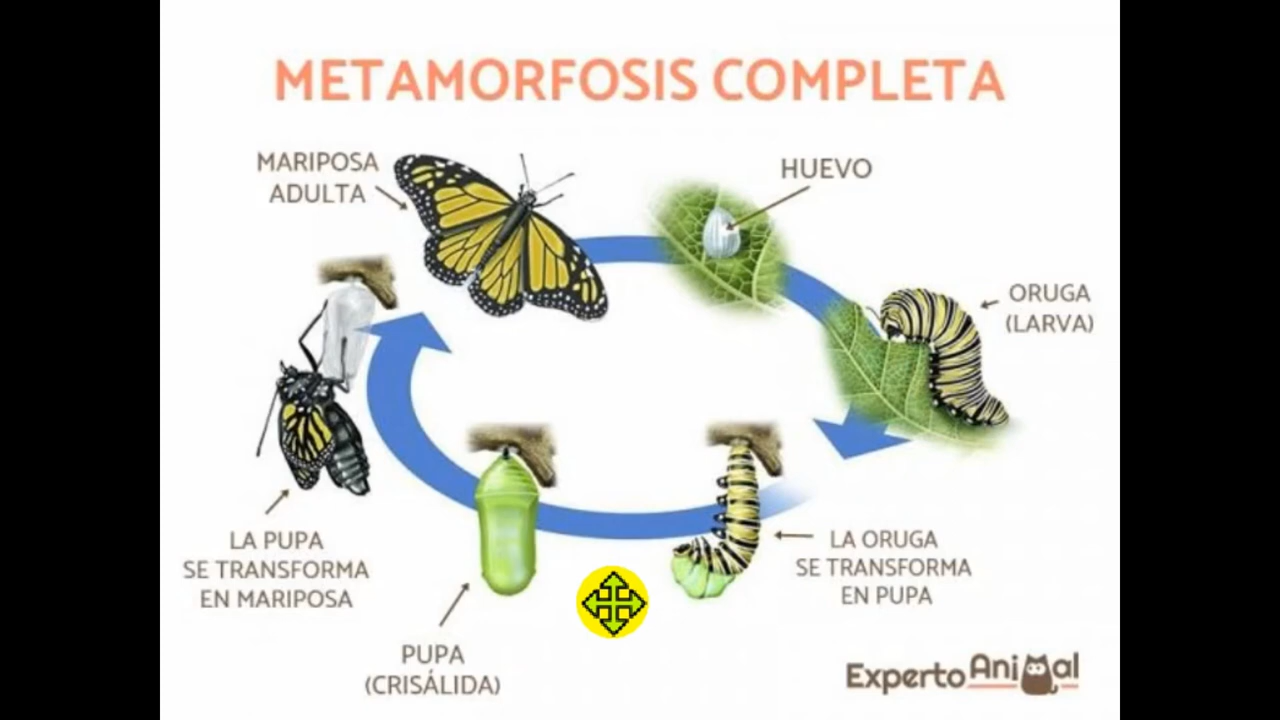 METAMORFOSIS COMPLETA
MARIPOSA
ADULTA
HUEVO
ORUGA
(LARVA)
LA ORUGA
SE TRANSFORMA
EN PUPA
PUPA
(CRISÁLIDA)
LA PUPA
SE TRANSFORMA
EN MARIPOSA
ExpertoAnimal